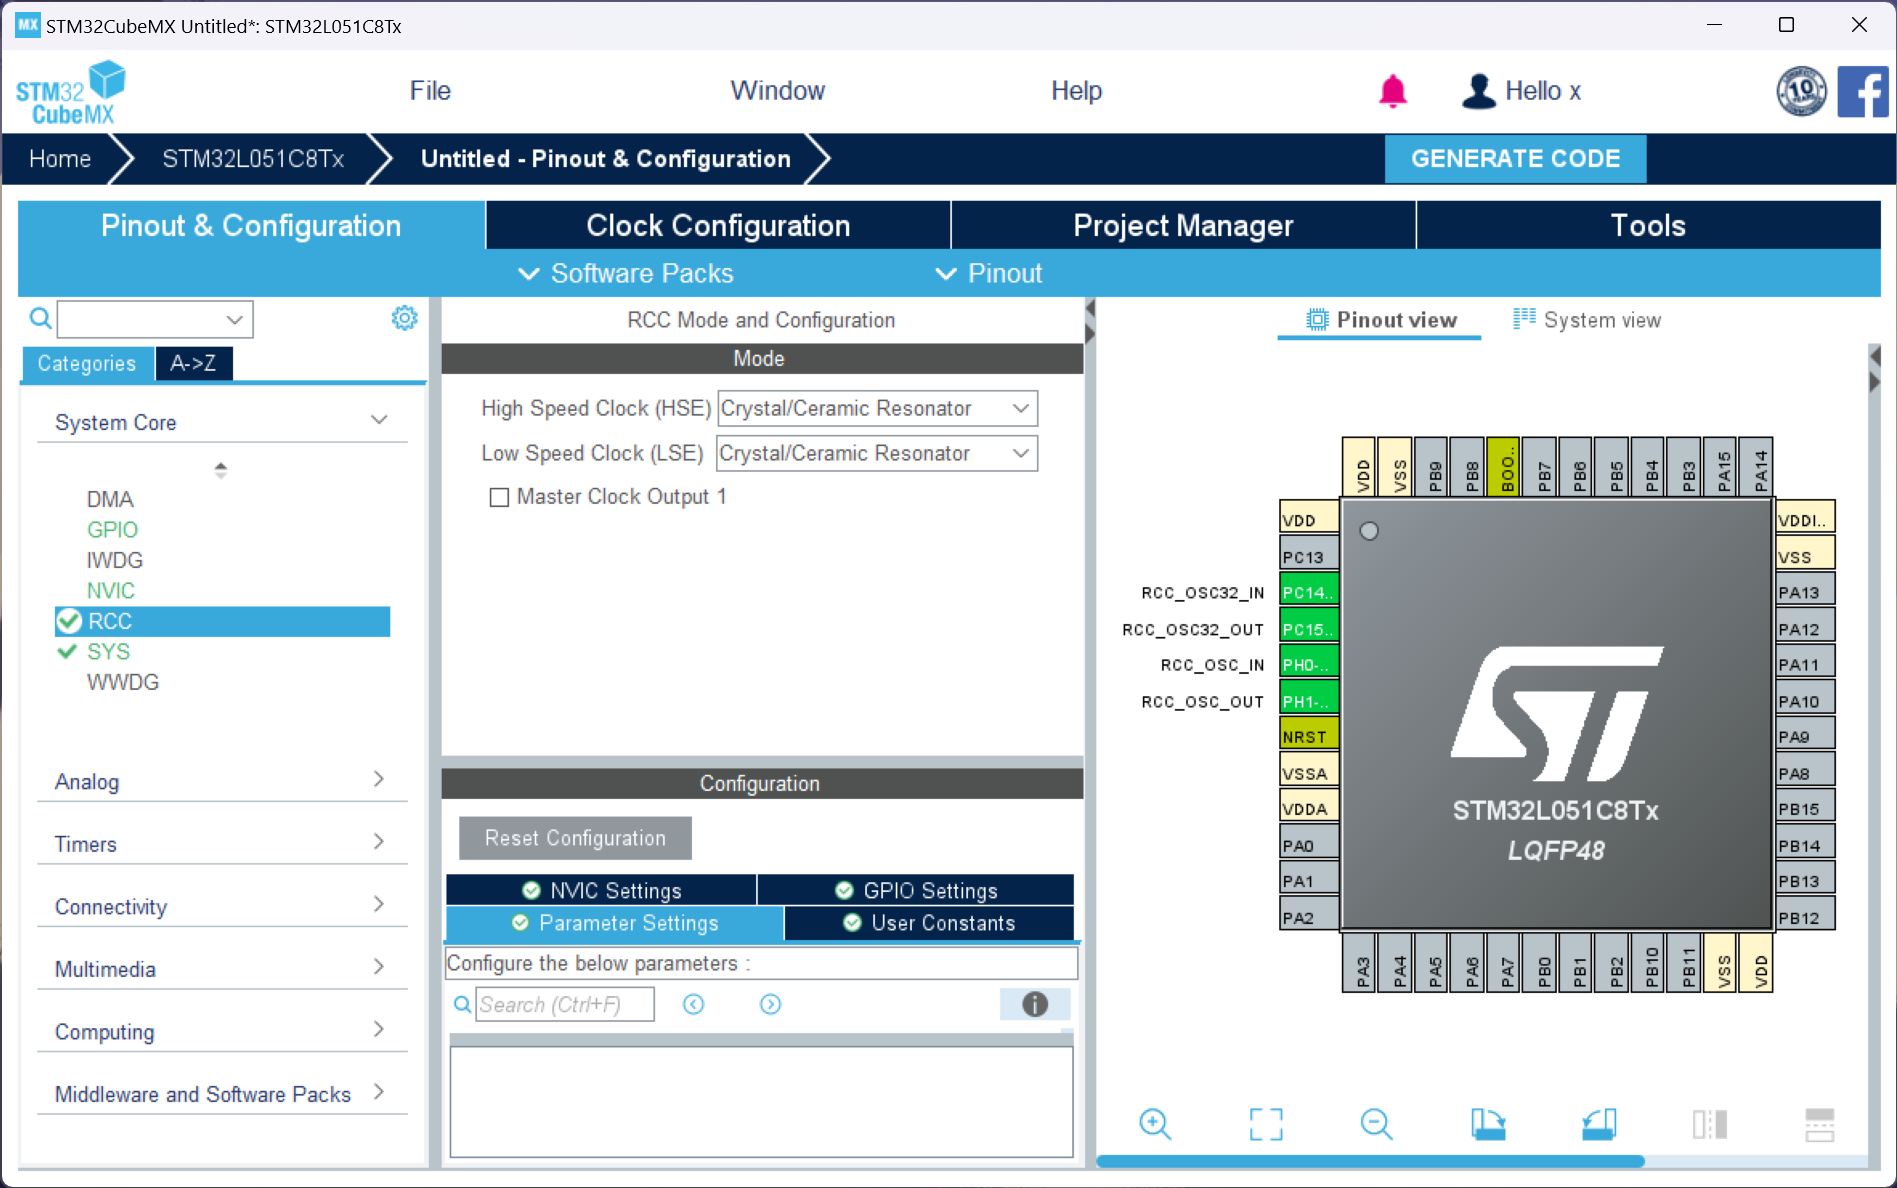 MX STM32CubeMX Untitled*: STM32L051C8Tx
STM32
CubeMX
File
Window
Help
10
Hello x
Home
STM32L051C8Tx
Untitled - Pinout & Configuration
GENERATE CODE
Pinout & Configuration
Clock Configuration
Project Manager
Tools
Software Packs
Pinout
Categories
A->Z
System Core
DMA
GPIO
IWDG
NVIC
RCC
SYS
WWDG
Analog
Timers
Connectivity
Multimedia
Computing
Middleware and Software Packs
RCC Mode and Configuration
Mode
High Speed Clock (HSE) Crystal/Ceramic Resonator
Low Speed Clock (LSE) Crystal/Ceramic Resonator
Master Clock Output 1
Configuration
Reset Configuration
NVIC Settings
GPIO Settings
Parameter Settings
User Constants
Configure the below parameters :
Search (Ctrl+F)
Pinout view
System view
VDD
VSS
PB9
PB8
BOO..
PB7
PB6
PB5
PB4
PB3
PA15
PA14
VDD
PC13
RCC_OSC32_IN PC14..
RCC_OSC32_OUT PC15..
RCC_OSC_IN PH0-..
RCC_OSC_OUT PH1-..
NRST
VSSA
VDDA
PA0
PA1
PA2
STM32L051C8Tx
LQFP48
VDDI..
VSS
PA13
PA12
PA11
PA10
PA9
PA8
PB15
PB14
PB13
PB12
PA3
PA4
PA5
PA6
PA7
PB0
PB1
PB2
PB10
PB11
VSS
VDD